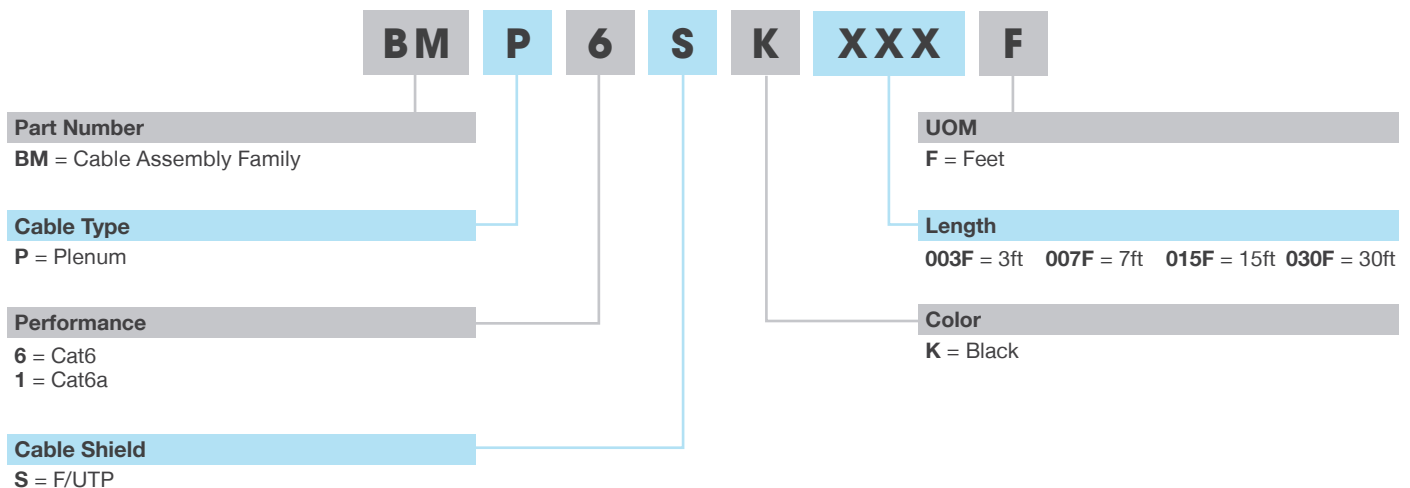 BM P 6 S K XXX F
Part Number
BM = Cable Assembly Family
Cable Type
P = Plenum
Performance
6 = Cat6
1 = Cat6a
Cable Shield
S = F/UTP
UOM
F = Feet
Length
003F = 3ft 007F = 7ft 015F = 15ft 030F = 30ft
Color
K = Black